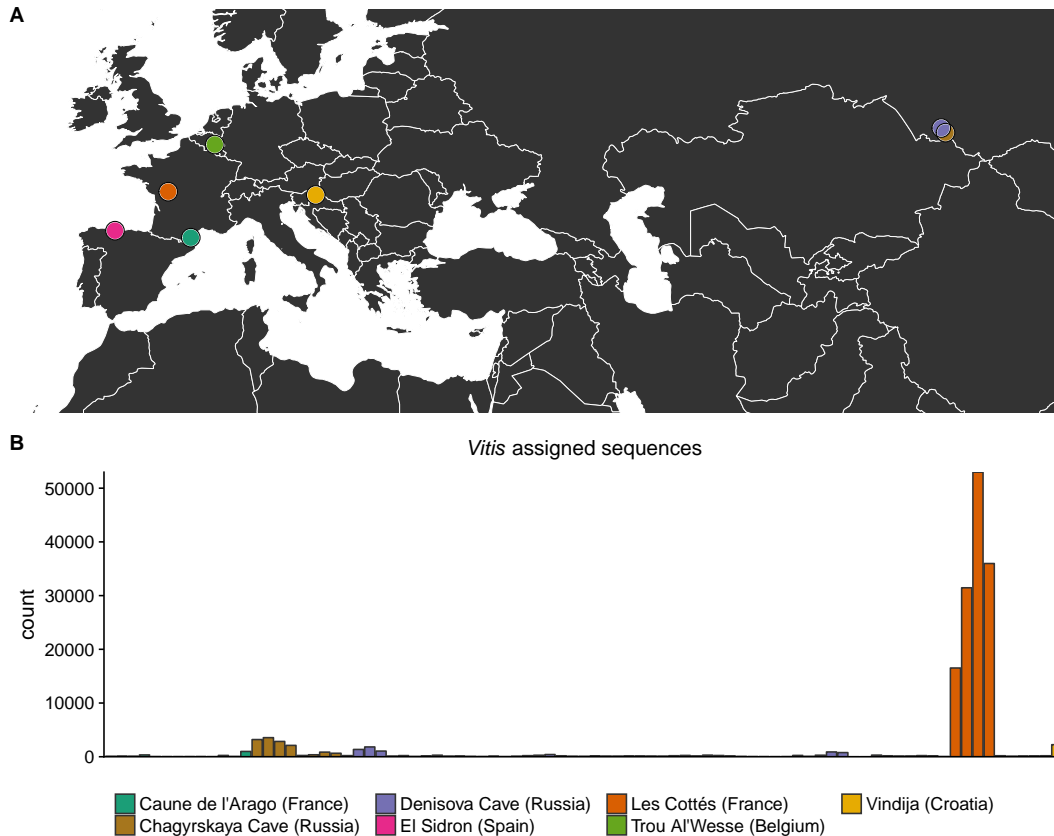 A
B
Vitis assigned sequences
50000
40000
30000
20000
10000
0
count
Caune de l'Arago (France)
Denisova Cave (Russia)
Les Cottés (France)
Vindija (Croatia)
Chagyrskaya Cave (Russia)
El Sidron (Spain)
Trou Al'Wesse (Belgium)